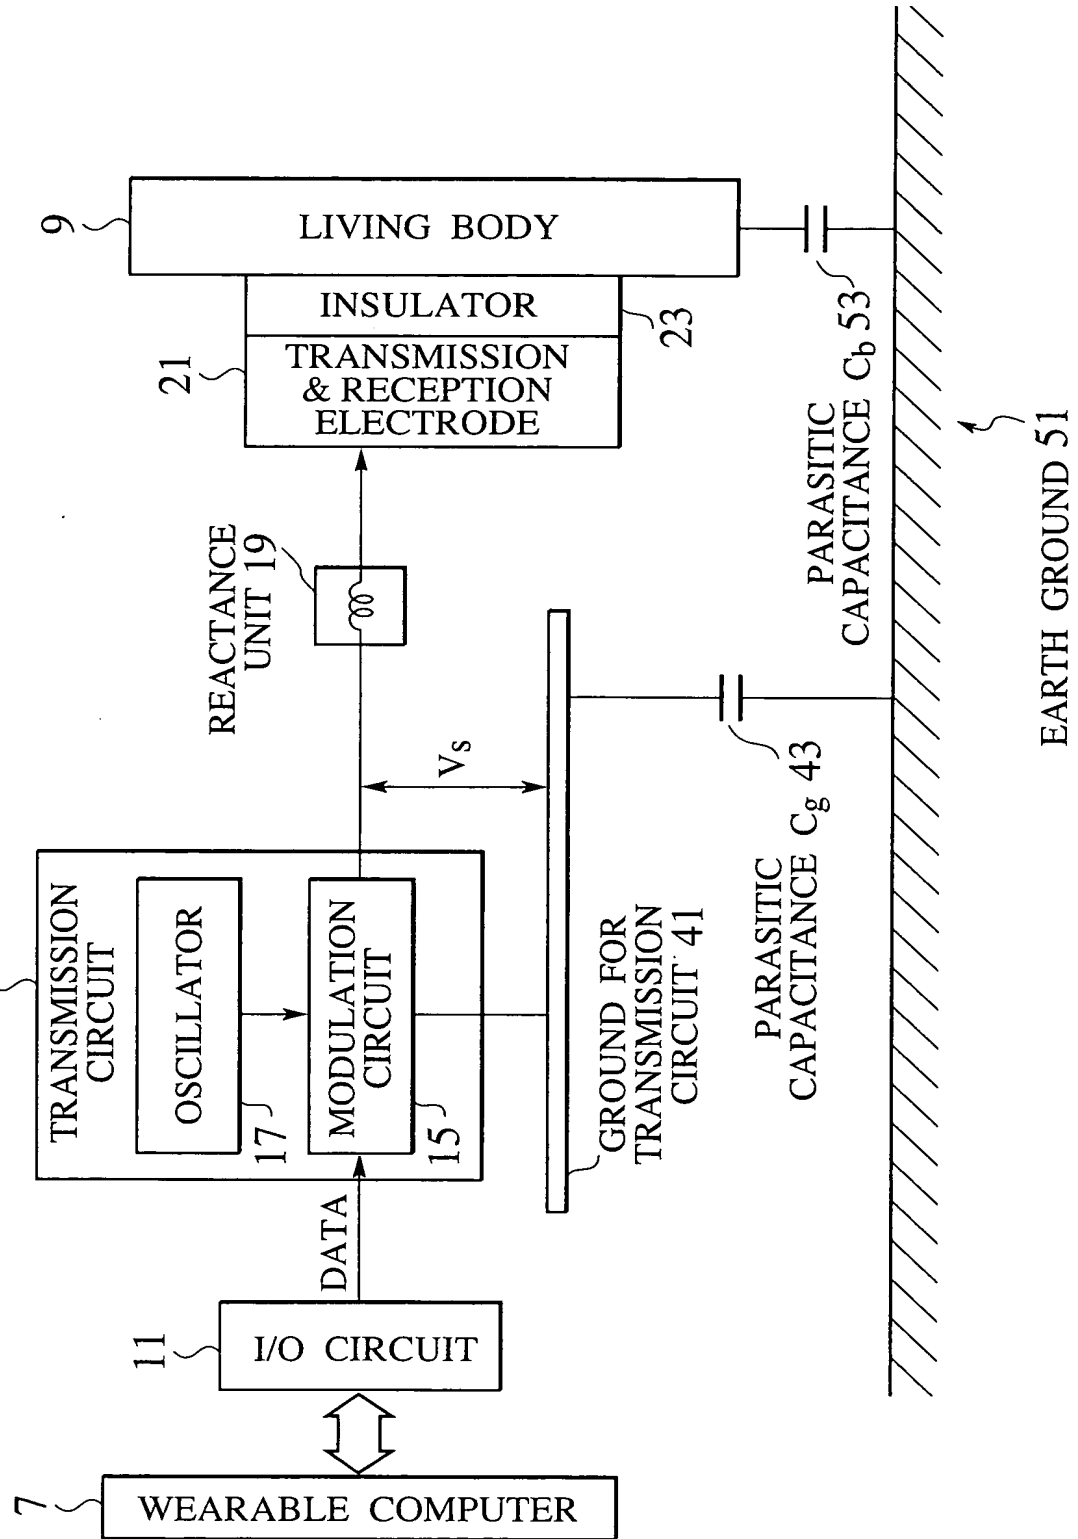 7
WEARABLE COMPUTER
11
I/O CIRCUIT
DATA
TRANSMISSION
CIRCUIT
OSCILLATOR
17
MODULATION
CIRCUIT
15
GROUND FOR
TRANSMISSION
CIRCUIT 41
Vs
REACTANCE
UNIT 19
21
TRANSMISSION
& RECEPTION
ELECTRODE
INSULATOR
23
9
LIVING BODY
PARASITIC
CAPACITANCE Cg 43
PARASITIC
CAPACITANCE Cb 53
EARTH GROUND 51